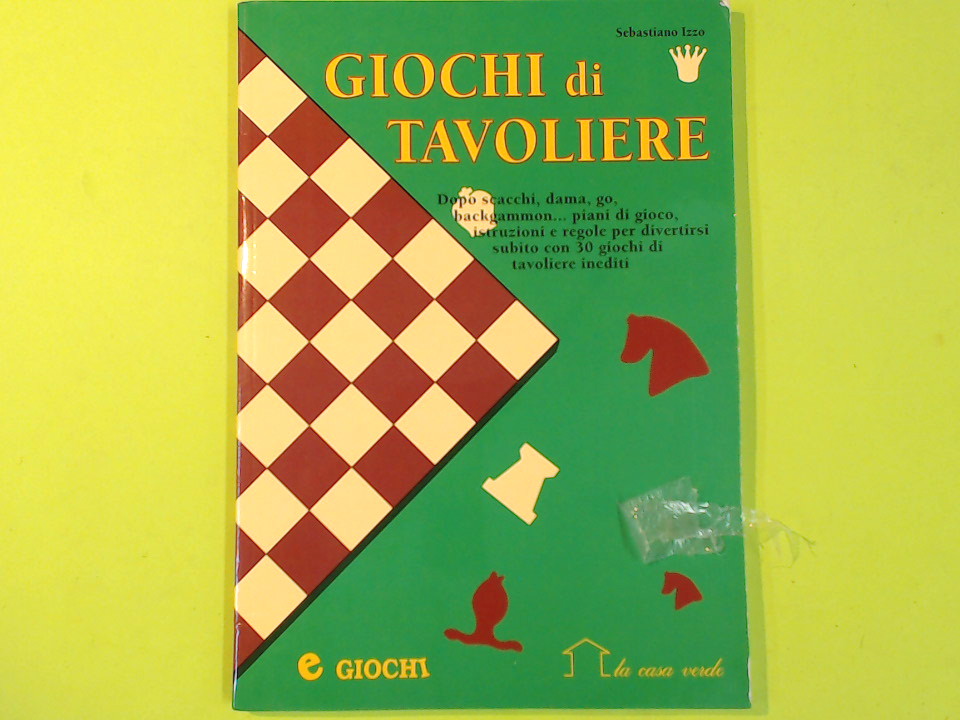 Sebastiano Izzo
GIOCHI di
TAVOLIERE
Dopo scacchi, dama, go,
backgammon... piani di gioco,
istruzioni e regole per divertirsi
subito con 30 giochi di
tavoliere inediti
e GIOCHI
la casa verde